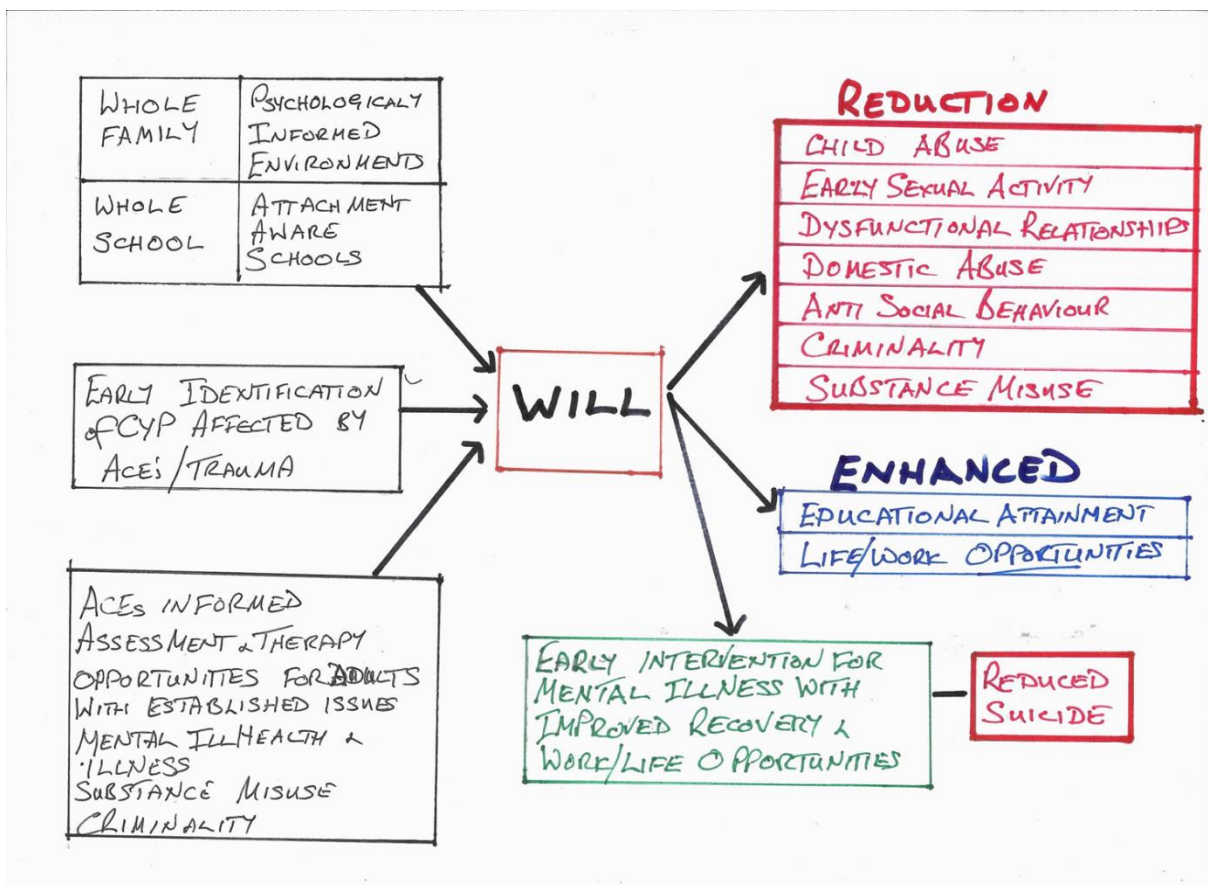 WHOLE
FAMILY
PSYCHOLOGICALY
INFORMED
ENVIRONMENTS
WHOLE
SCHOOL
ATTACHMENT
AWARE
SCHOOLS
EARLY IDENTIFICATION
of CYP AFFECTED BY
ACE's/TRAUMA
ACEs INFORMED
ASSESSMENT & THERAPY
OPPORTUNITIES FOR ADULTS
WITH ESTABLISHED ISSUES
MENTAL ILLHEALTH &
ILLNESS
SUBSTANCE MISUSE
CRIMINALITY
WILL
REDUCTION
CHILD ABUSE
EARLY SEXUAL ACTIVITY
DYSFUNCTIONAL RELATIONSHIPS
DOMESTIC ABUSE
ANTI SOCIAL BEHAVIOUR
CRIMINALITY
SUBSTANCE MISUSE
ENHANCED
EDUCATIONAL ATTAINMENT
LIFE/WORK OPPORTUNITIES
EARLY INTERVENTION FOR
MENTAL ILLNESS WITH
IMPROVED RECOVERY &
WORK/LIFE OPPORTUNITIES
REDUCED
SUICIDE